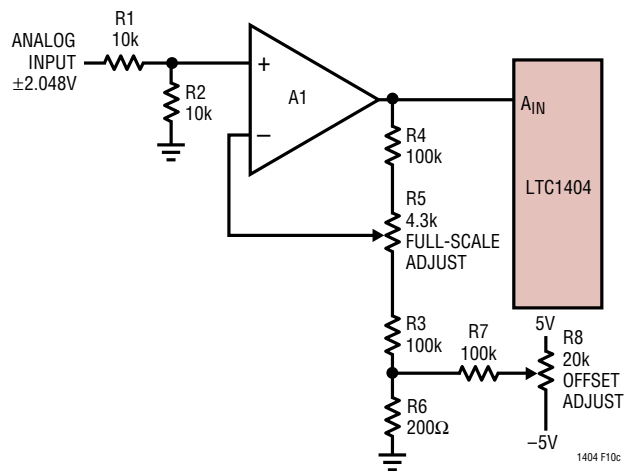 ANALOG
INPUT
±2.048V
R1
10k
R2
10k
+
–
A1
R4
100k
R5
4.3k
FULL-SCALE
ADJUST
R3
100k
R7
100k
R6
200Ω
AIN
LTC1404
5V
R8
20k
OFFSET
ADJUST
–5V
1404 F10c